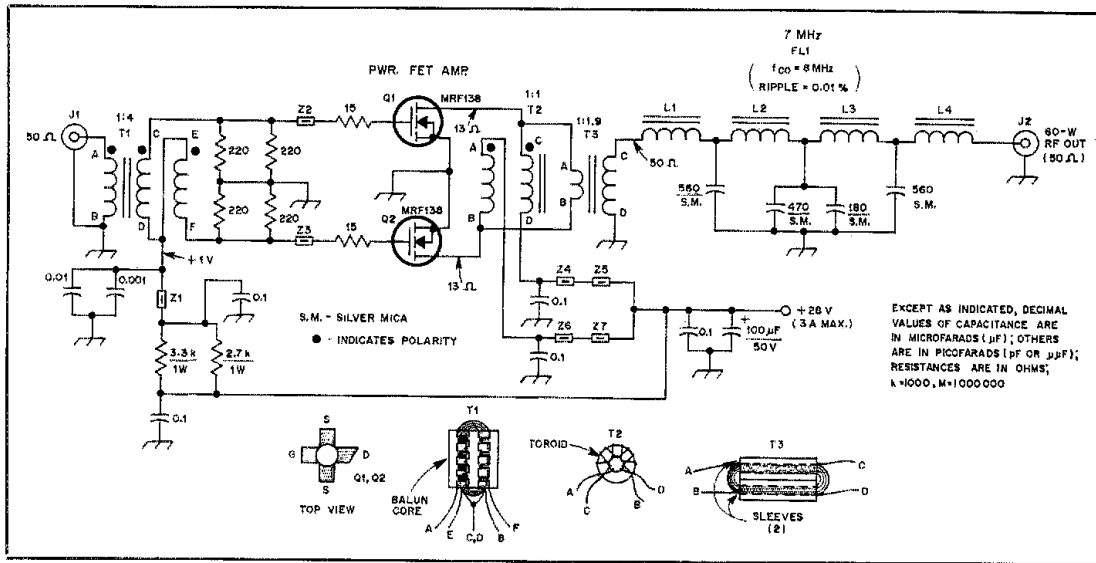 7 MHz
FL1
( fCO = 8 MHz
RIPPLE = 0.01 % )
PWR. FET AMP.
J1
50 Ω
1:4
T1
A
B
C
D
E
F
220
220
220
220
Z2
15
Q1
MRF138
13 Ω
Z3
15
Q2
MRF138
13 Ω
1:1
T2
A
B
C
D
1:1.9
T3
A
B
C
D
50 Ω
L1
L2
L3
L4
560
S.M.
470
S.M.
180
S.M.
560
S.M.
J2
60-W
RF OUT
(50 Ω)
+1V
0.01
0.001
Z1
0.1
3.3 k
1W
2.7 k
1W
0.1
S.M. - SILVER MICA
● - INDICATES POLARITY
Z4
Z5
0.1
Z6
Z7
0.1
0.1
+
100 μF
50V
+28 V
(3 A MAX.)
EXCEPT AS INDICATED, DECIMAL
VALUES OF CAPACITANCE ARE
IN MICROFARADS (μF); OTHERS
ARE IN PICOFARADS (pF OR μμF);
RESISTANCES ARE IN OHMS;
k=1000, M=1000000
S
G
D
S
Q1, Q2
TOP VIEW
T1
BALUN
CORE
A
E
C,D
B
F
T2
TOROID
A
C
B
D
T3
A
B
C
D
SLEEVES
(2)